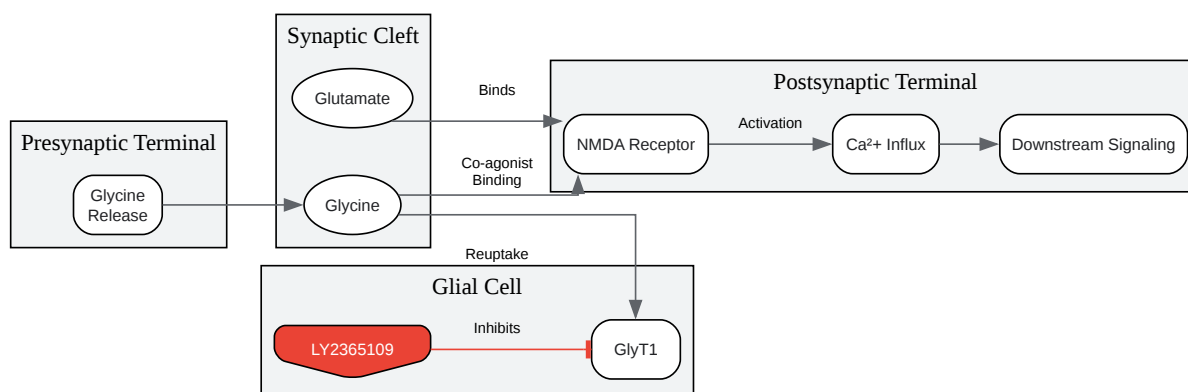 Synaptic Cleft
Glutamate
Binds
Postsynaptic Terminal
NMDA Receptor
Activation
Ca²+ Influx
Downstream Signaling
Presynaptic Terminal
Glycine
Release
Glycine
Co-agonist
Binding
Reuptake
Glial Cell
LY2365109
Inhibits
GlyT1